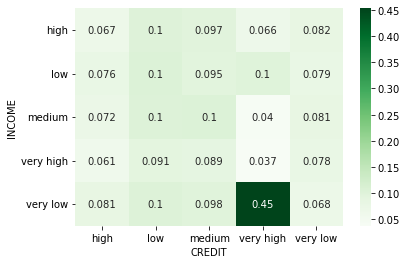 high 0.067 0.1 0.097 0.066 0.082
low 0.076 0.1 0.095 0.1 0.079
medium 0.072 0.1 0.1 0.04 0.081
very high 0.061 0.091 0.089 0.037 0.078
very low 0.081 0.1 0.098 0.45 0.068
high low medium very high very low
CREDIT
INCOME
0.45
0.40
0.35
0.30
0.25
0.20
0.15
0.10
0.05